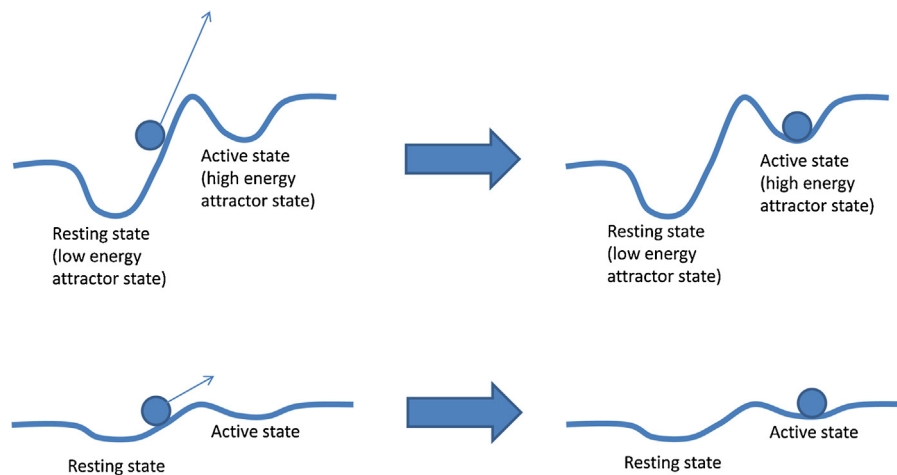 Active state
(high energy
attractor state)
Resting state
(low energy
attractor state)
Active state
(high energy
attractor state)
Resting state
(low energy
attractor state)
Active state
Resting state
Active state
Resting state